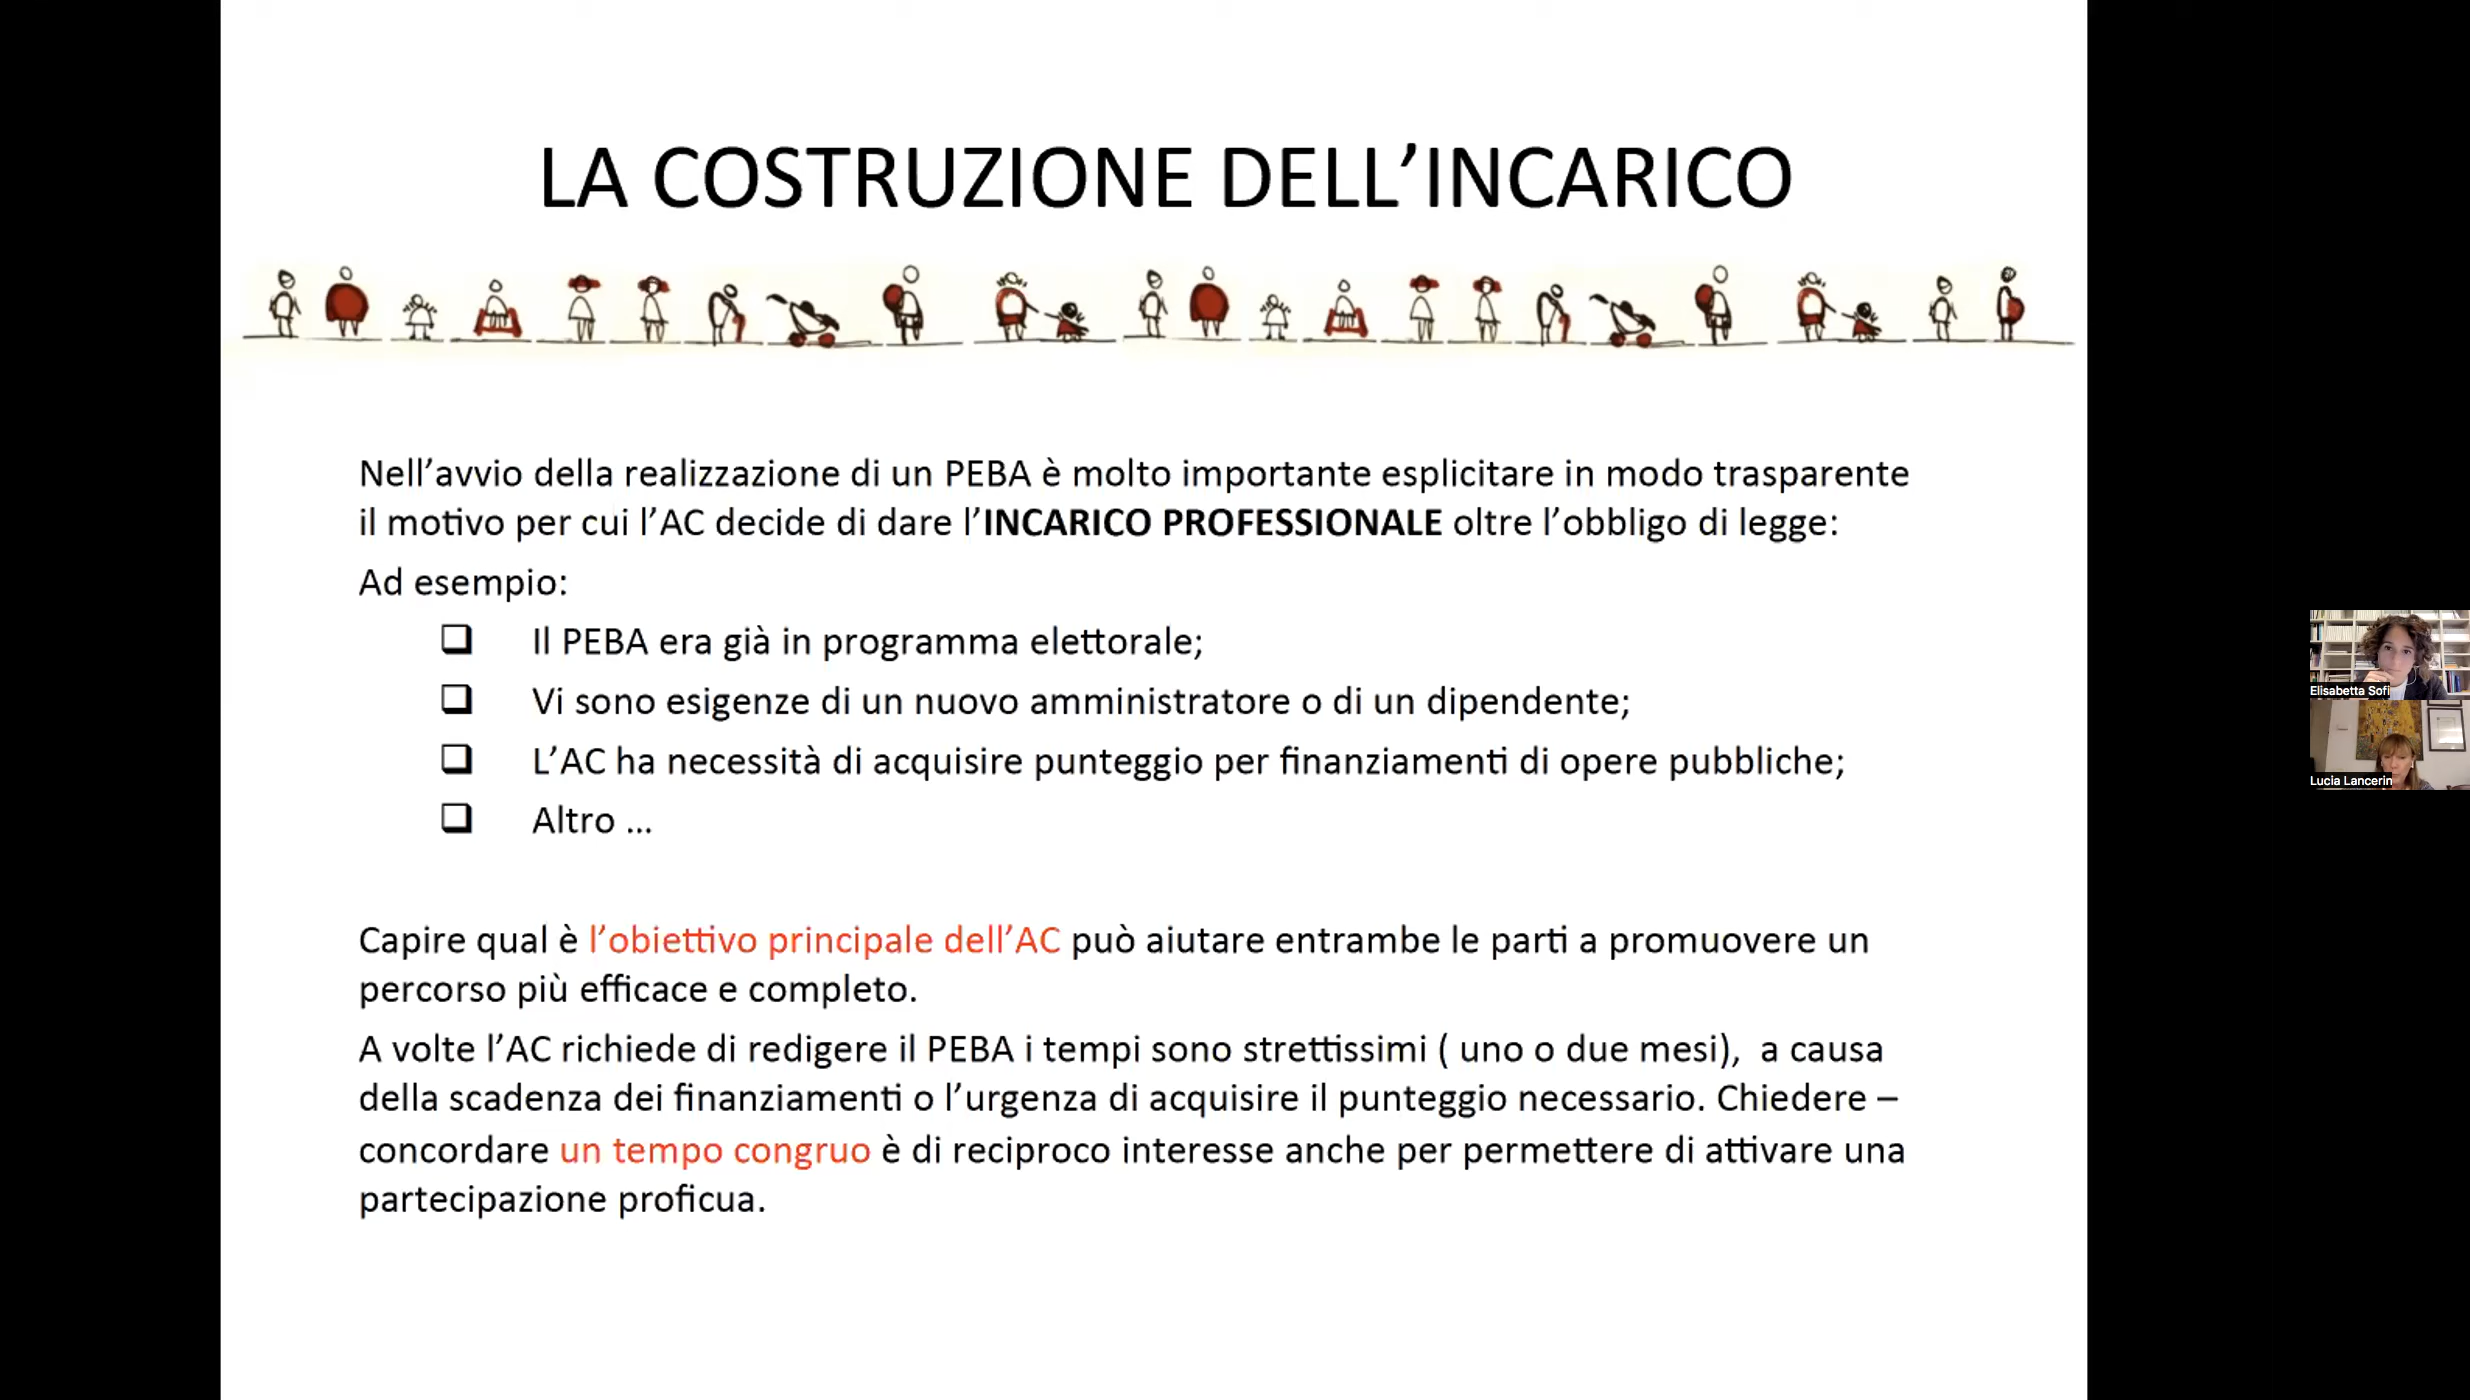 LA COSTRUZIONE DELL’INCARICO
Nell’avvio della realizzazione di un PEBA è molto importante esplicitare in modo trasparente
il motivo per cui l’AC decide di dare l’INCARICO PROFESSIONALE oltre l’obbligo di legge:
Ad esempio:
❑ Il PEBA era già in programma elettorale;
❑ Vi sono esigenze di un nuovo amministratore o di un dipendente;
❑ L’AC ha necessità di acquisire punteggio per finanziamenti di opere pubbliche;
❑ Altro ...
Capire qual è l’obiettivo principale dell’AC può aiutare entrambe le parti a promuovere un
percorso più efficace e completo.
A volte l’AC richiede di redigere il PEBA i tempi sono strettissimi ( uno o due mesi),  a causa
della scadenza dei finanziamenti o l’urgenza di acquisire il punteggio necessario. Chiedere –
concordare un tempo congruo è di reciproco interesse anche per permettere di attivare una
partecipazione proficua.
Elisabetta Sofi
Lucia Lancerin